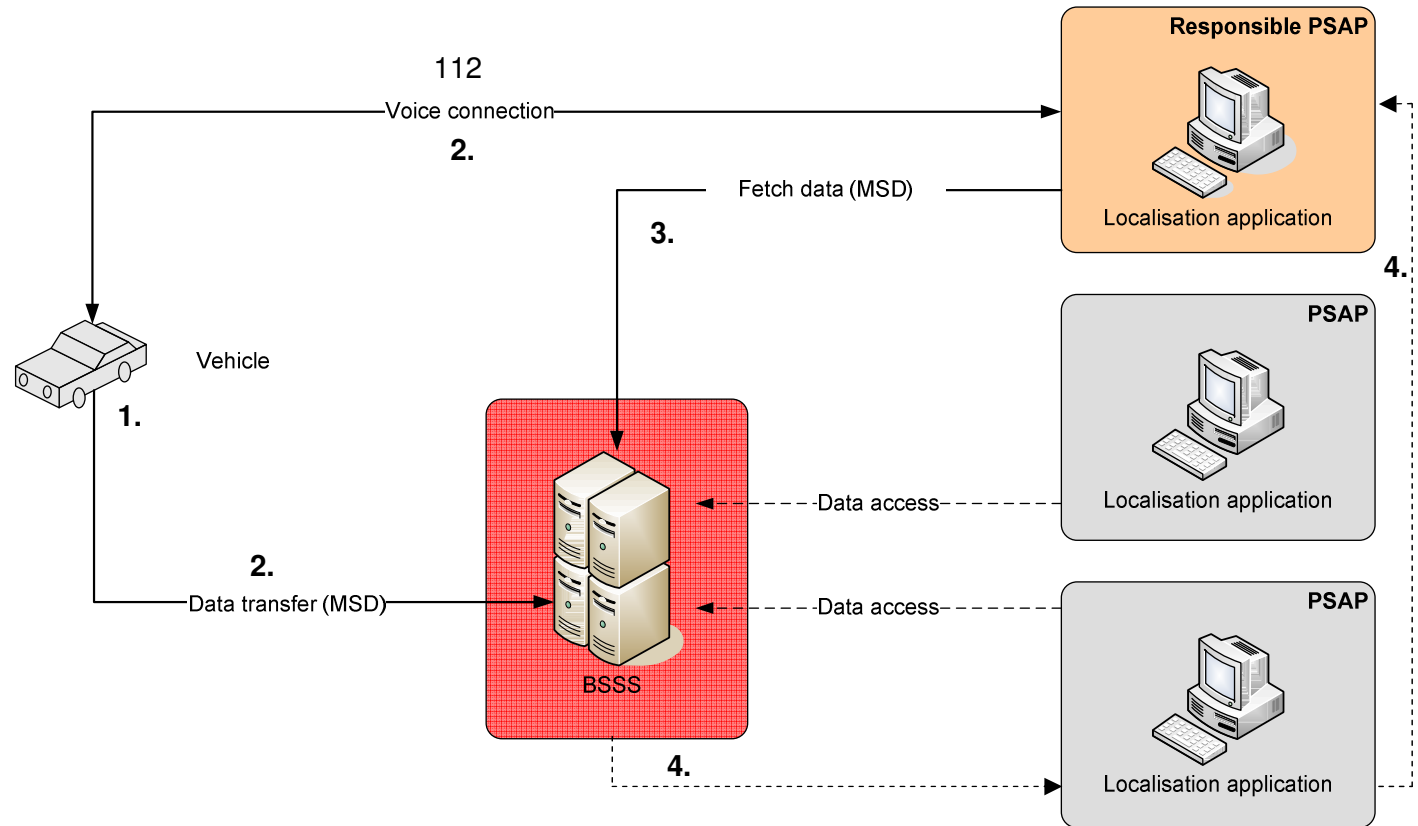 Responsible PSAP
112
Voice connection
2.
Localisation application
Fetch data (MSD)
3.
4.
PSAP
Vehicle
1.
Localisation application
Data access
2.
Data transfer (MSD)
Data access
PSAP
BSSS
4.
Localisation application